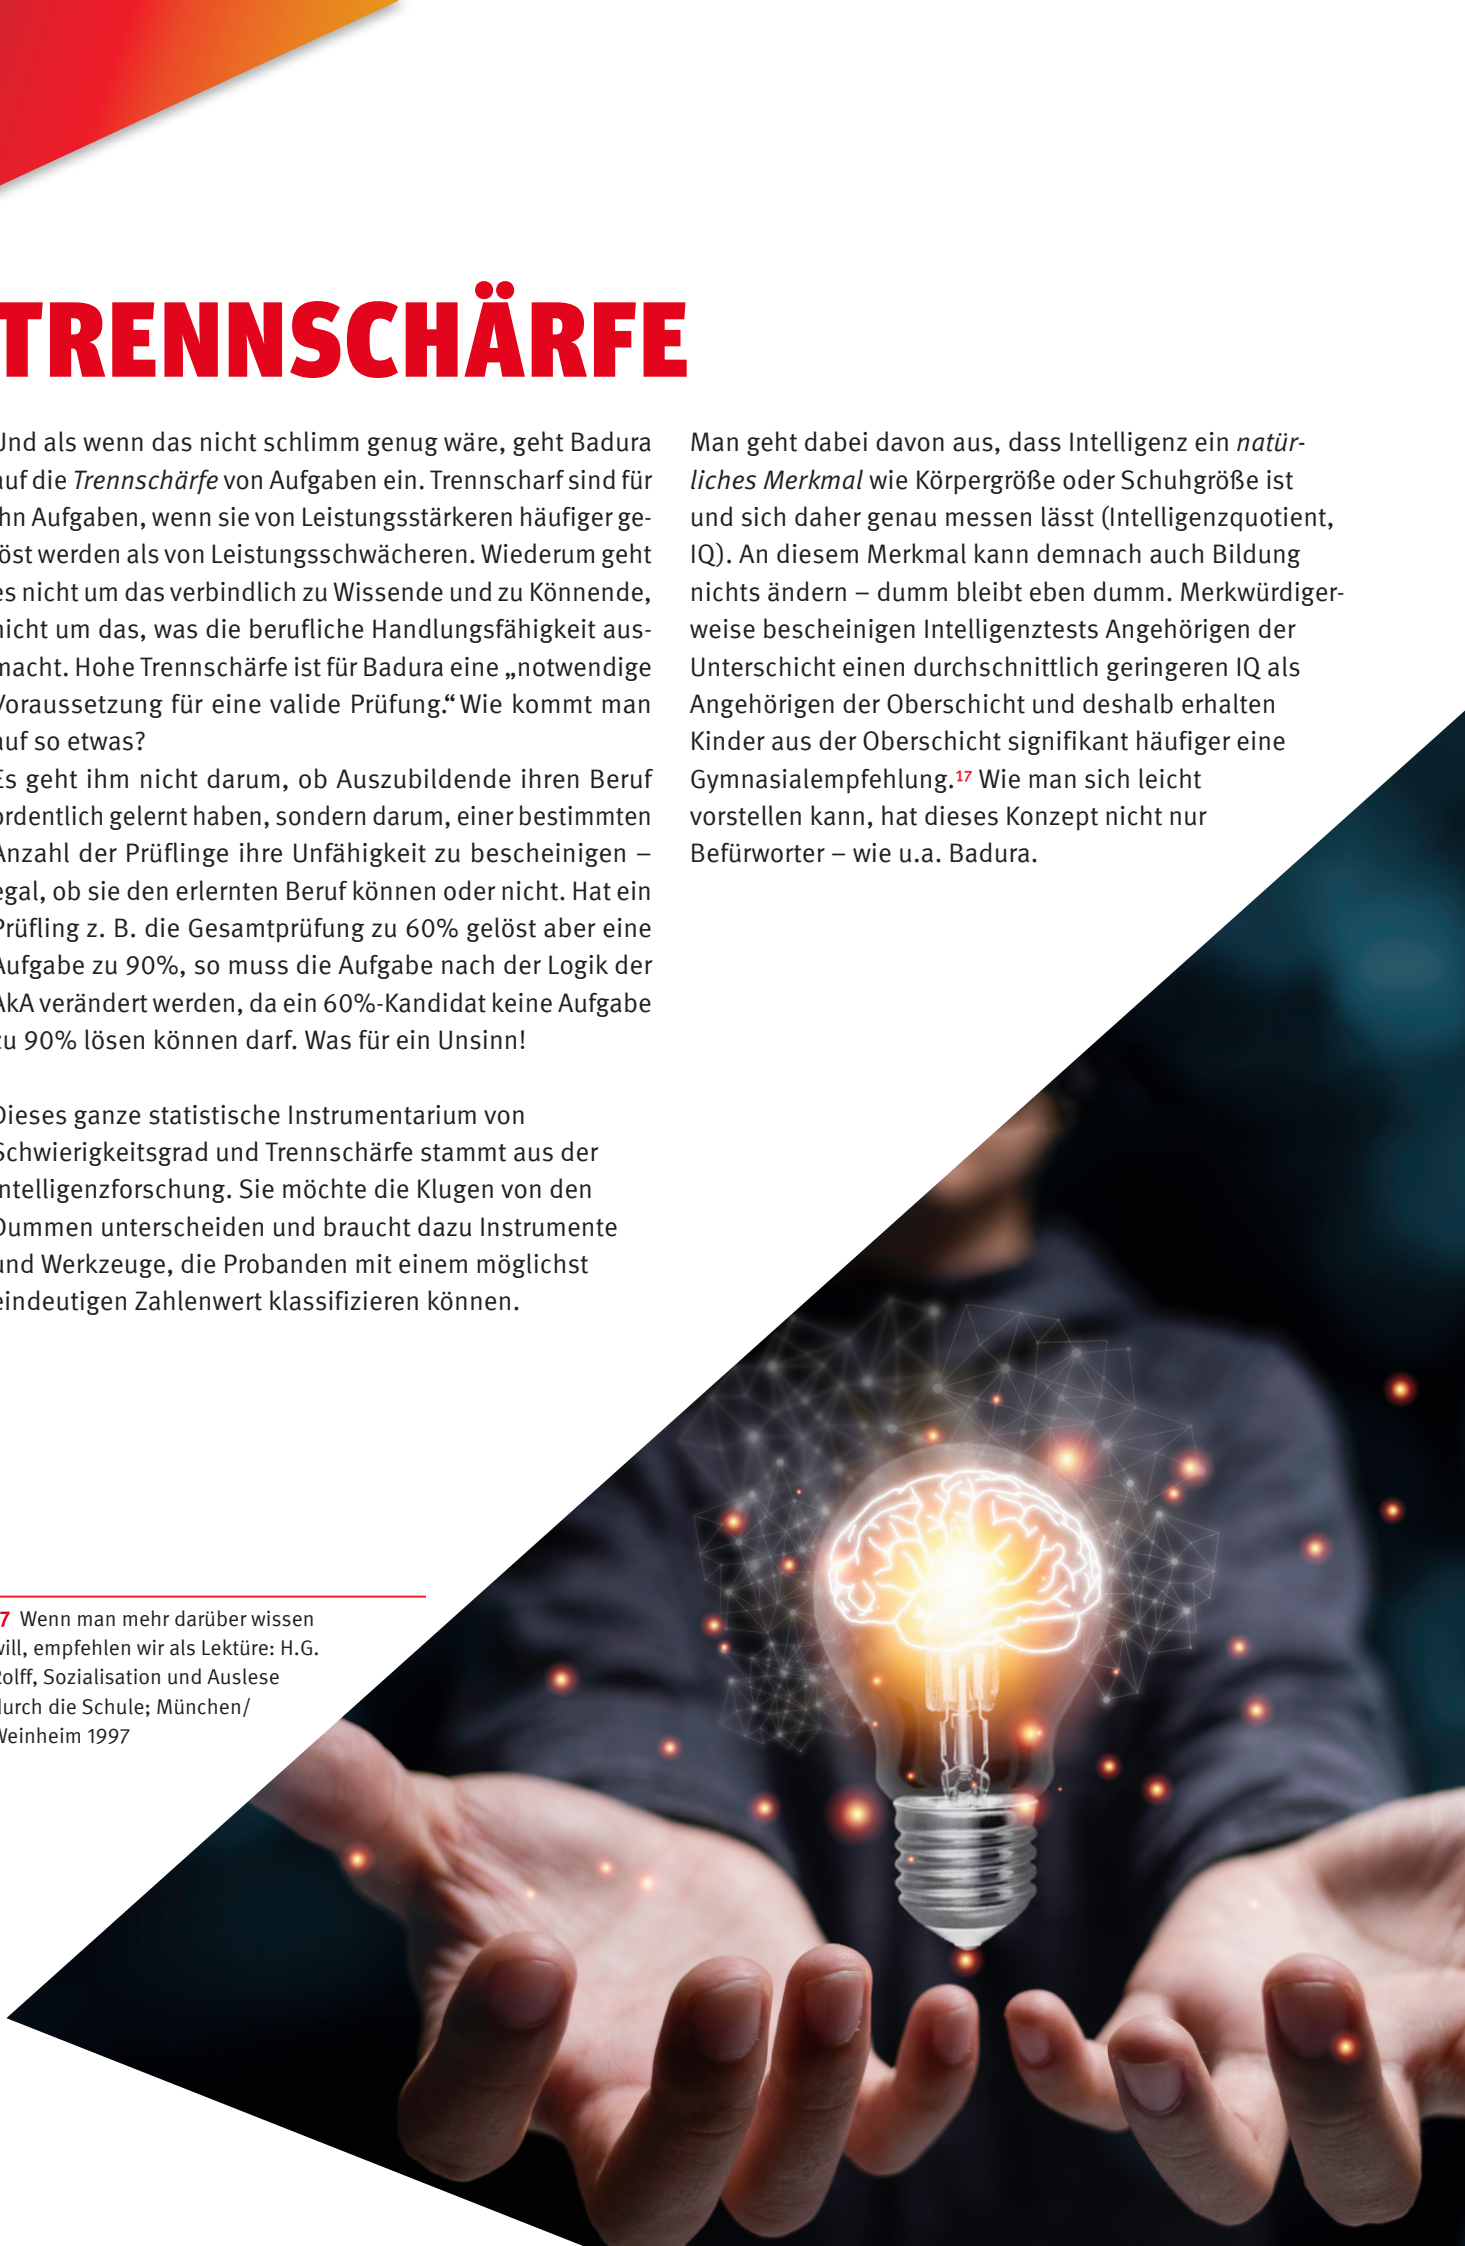 TRENNSCHÄRFE
Und als wenn das nicht schlimm genug wäre, geht Badura
auf die Trennschärfe von Aufgaben ein. Trennscharf sind für
ihn Aufgaben, wenn sie von Leistungsstärkeren häufiger ge-
löst werden als von Leistungsschwächeren. Wiederum geht
es nicht um das verbindlich zu Wissende und zu Könnende,
nicht um das, was die berufliche Handlungsfähigkeit aus-
macht. Hohe Trennschärfe ist für Badura eine „notwendige
Voraussetzung für eine valide Prüfung.“ Wie kommt man
auf so etwas?
Es geht ihm nicht darum, ob Auszubildende ihren Beruf
ordentlich gelernt haben, sondern darum, einer bestimmten
Anzahl der Prüflinge ihre Unfähigkeit zu bescheinigen –
egal, ob sie den erlernten Beruf können oder nicht. Hat ein
Prüfling z. B. die Gesamtprüfung zu 60% gelöst aber eine
Aufgabe zu 90%, so muss die Aufgabe nach der Logik der
AkA verändert werden, da ein 60%-Kandidat keine Aufgabe
zu 90% lösen können darf. Was für ein Unsinn!
Dieses ganze statistische Instrumentarium von
Schwierigkeitsgrad und Trennschärfe stammt aus der
Intelligenzforschung. Sie möchte die Klugen von den
Dummen unterscheiden und braucht dazu Instrumente
und Werkzeuge, die Probanden mit einem möglichst
eindeutigen Zahlenwert klassifizieren können.
Man geht dabei davon aus, dass Intelligenz ein natür-
liches Merkmal wie Körpergröße oder Schuhgröße ist
und sich daher genau messen lässt (Intelligenzquotient,
IQ). An diesem Merkmal kann demnach auch Bildung
nichts ändern – dumm bleibt eben dumm. Merkwürdiger-
weise bescheinigen Intelligenztests Angehörigen der
Unterschicht einen durchschnittlich geringeren IQ als
Angehörigen der Oberschicht und deshalb erhalten
Kinder aus der Oberschicht signifikant häufiger eine
Gymnasialempfehlung.17 Wie man sich leicht
vorstellen kann, hat dieses Konzept nicht nur
Befürworter – wie u.a. Badura.
17 Wenn man mehr darüber wissen
will, empfehlen wir als Lektüre: H.G.
Rolff, Sozialisation und Auslese
durch die Schule; München/
Weinheim 1997